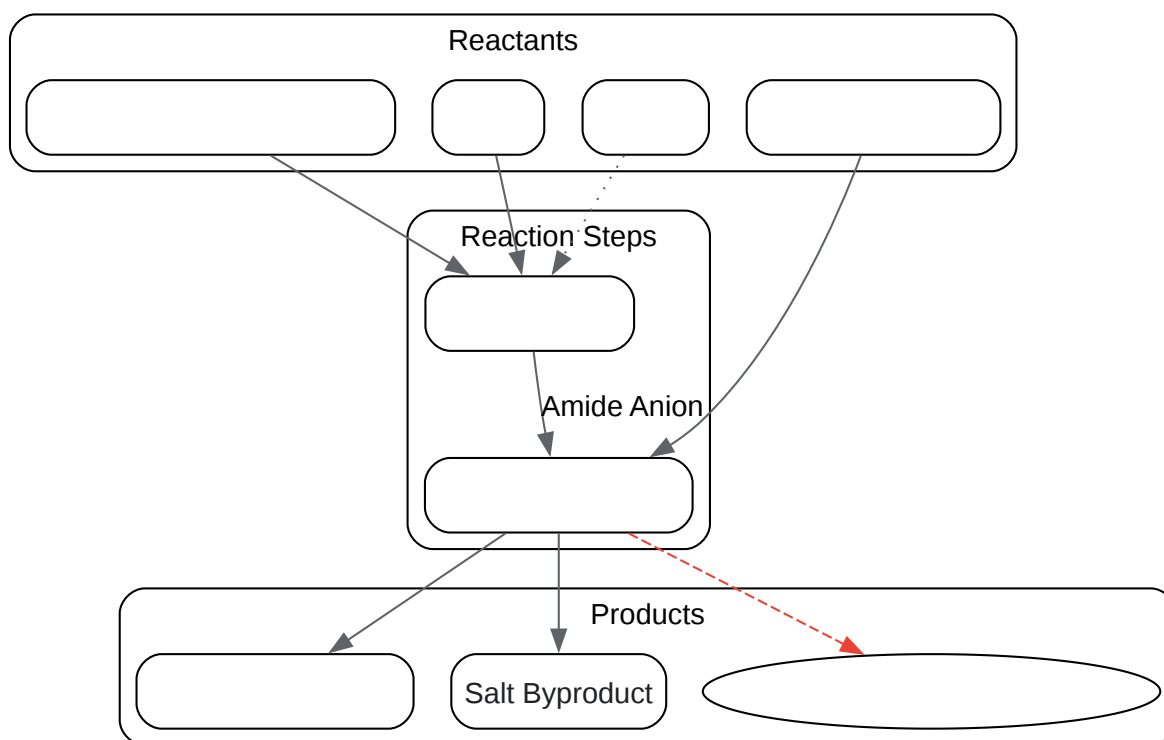 Reactants
Reaction Steps
Amide Anion
Products
Salt Byproduct